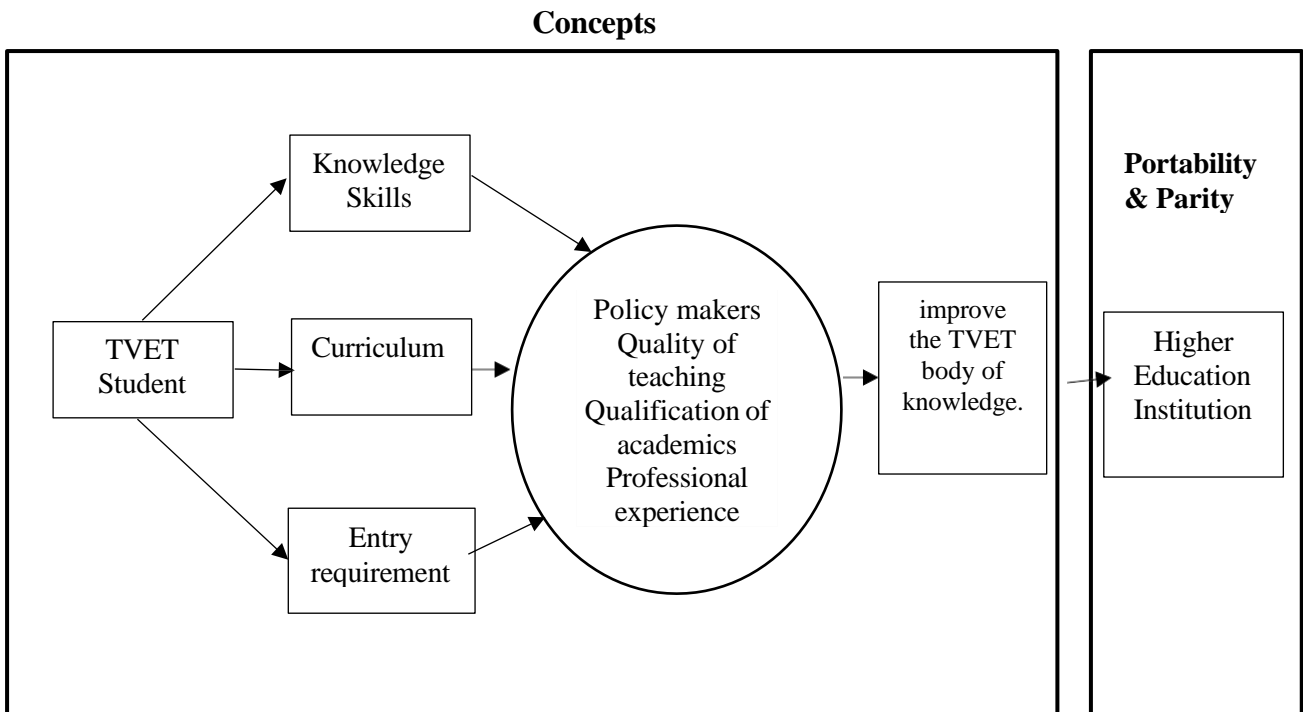 Concepts
Knowledge
Skills
Portability
& Parity
TVET
Student
Curriculum
Policy makers
Quality of
teaching
Qualification of
academics
Professional
experience
improve
the TVET
body of
knowledge.
Higher
Education
Institution
Entry
requirement